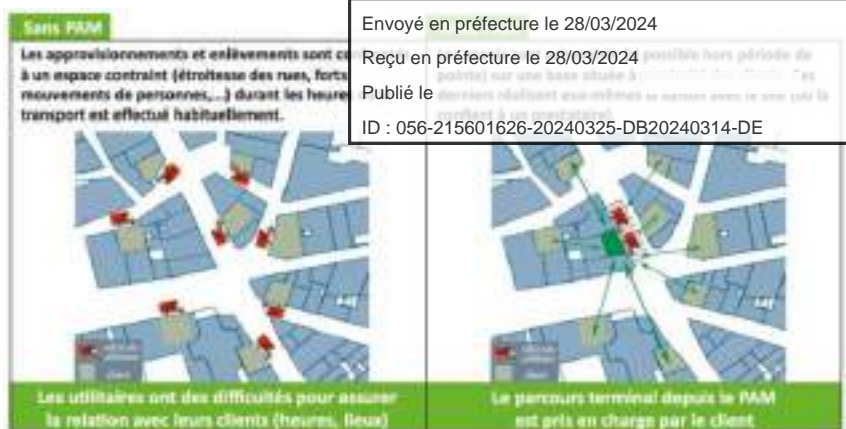 Sans PAM
Les approvisionnements et enlèvements sont
à un espace contraint (étroitesse des rues, forts
mouvements de personnes,...) durant les heures
transport est effectué habituellement.
Envoyé en préfecture le 28/03/2024
Reçu en préfecture le 28/03/2024
Publié le
ID : 056-215601626-20240325-DB20240314-DE
possible hors période de
pointe) sur une base située à
derniers réalisent eux-mêmes
confient à un prestataire).
Les utilitaires ont des difficultés pour assurer
la relation avec leurs clients (heures, lieux)
Le parcours terminal depuis le PAM
est pris en charge par le client